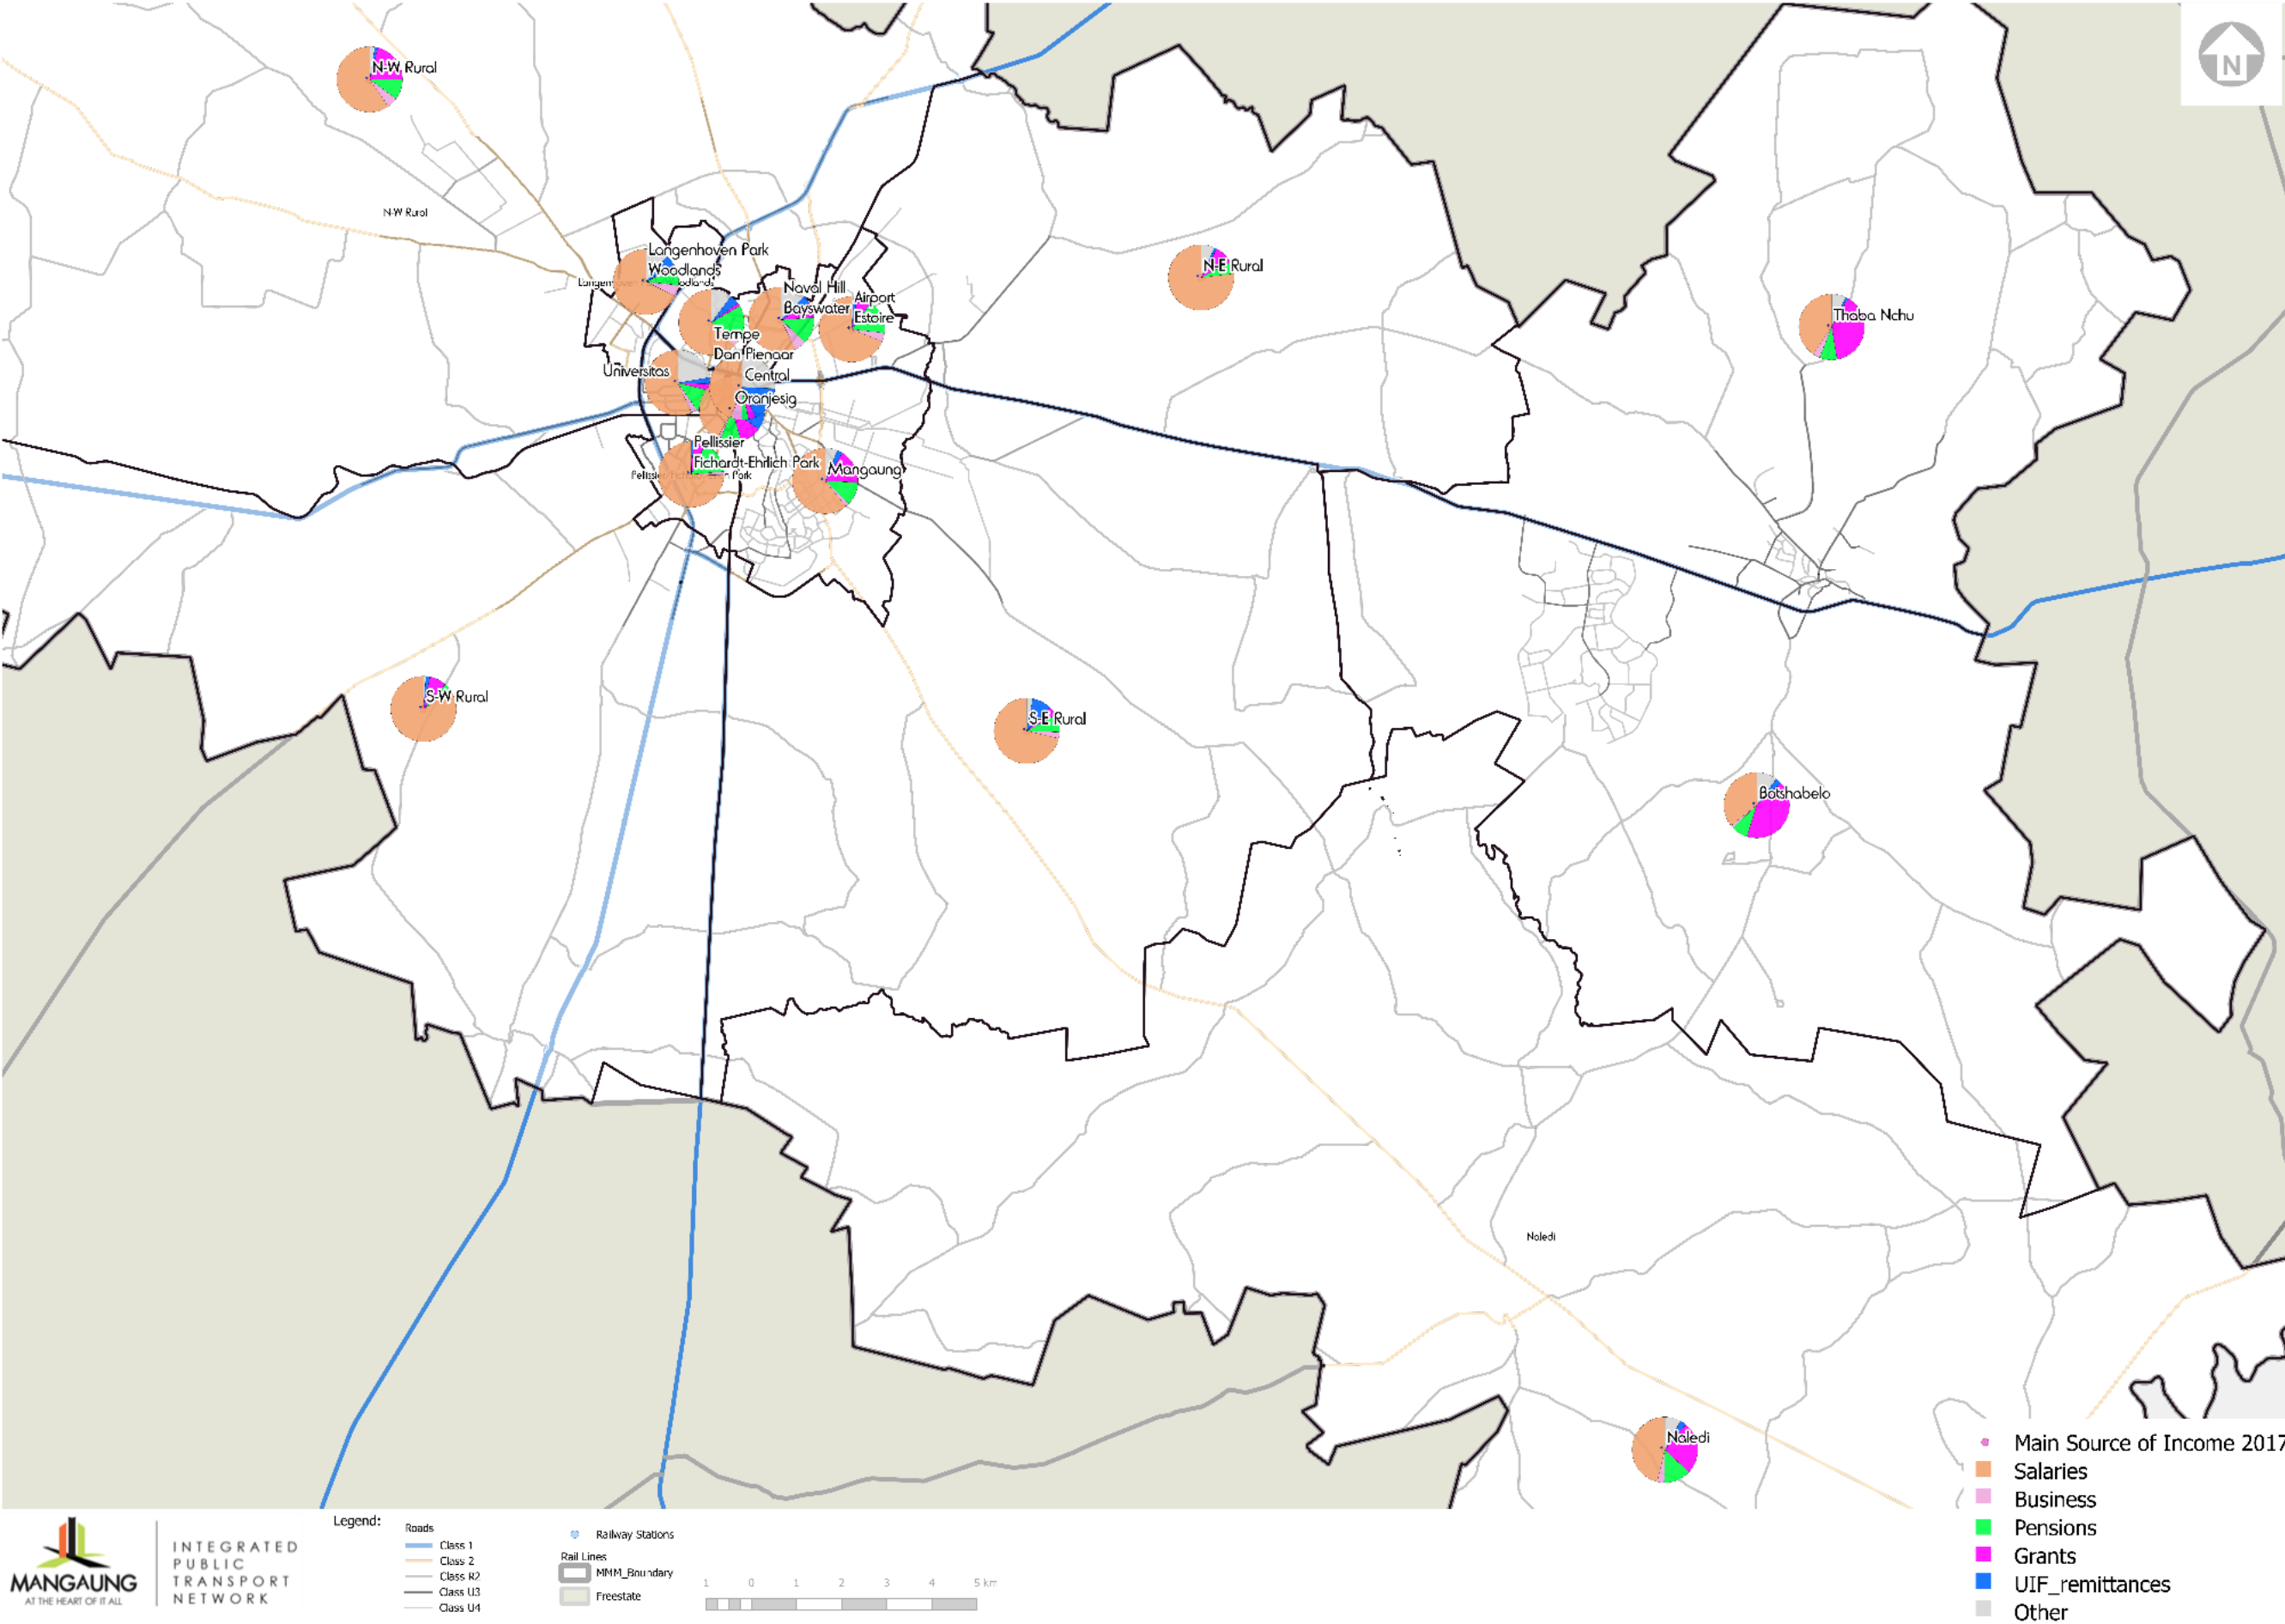 N
N-W Rural
N-W Rural
Langenhoven Park
Woodlands
Naval Hill
Bayswater
Airport
Estoire
N-E Rural
Thaba Nchu
Tempe
Dan Pienaar
Universitas
Central
Oranjesig
Pellissier
Fichardt-Ehrlich Park
Mangaung
S-W Rural
S-E Rural
Botshabelo
Naledi
Naledi
Main Source of Income 2017
Salaries
Business
Pensions
Grants
UIF_remittances
Other
MANGAUNG
AT THE HEART OF IT ALL
INTEGRATED
PUBLIC
TRANSPORT
NETWORK
Legend:
Roads
Class 1
Class 2
Class R2
Class U3
Class U4
Railway Stations
Rail Lines
MMM_Boundary
Freestate
1 0 1 2 3 4 5 km